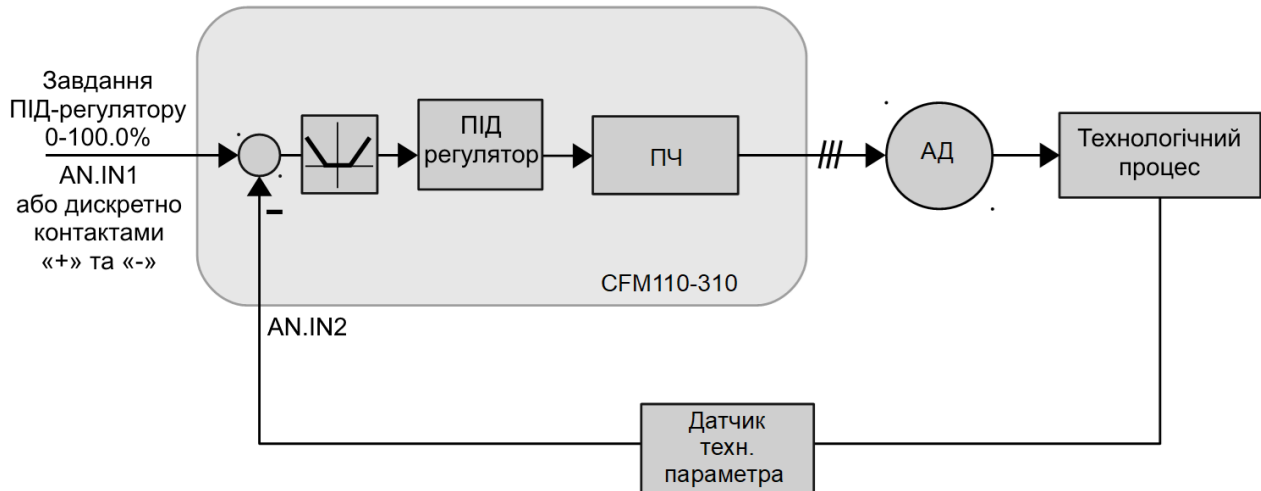 Завдання
ПІД-регулятору
0-100.0%
AN.IN1
або дискретно
контактами
«+» та «-»
-
ПІД
регулятор
ПЧ
АД
Технологічний
процес
CFM110-310
AN.IN2
Датчик
техн.
параметра